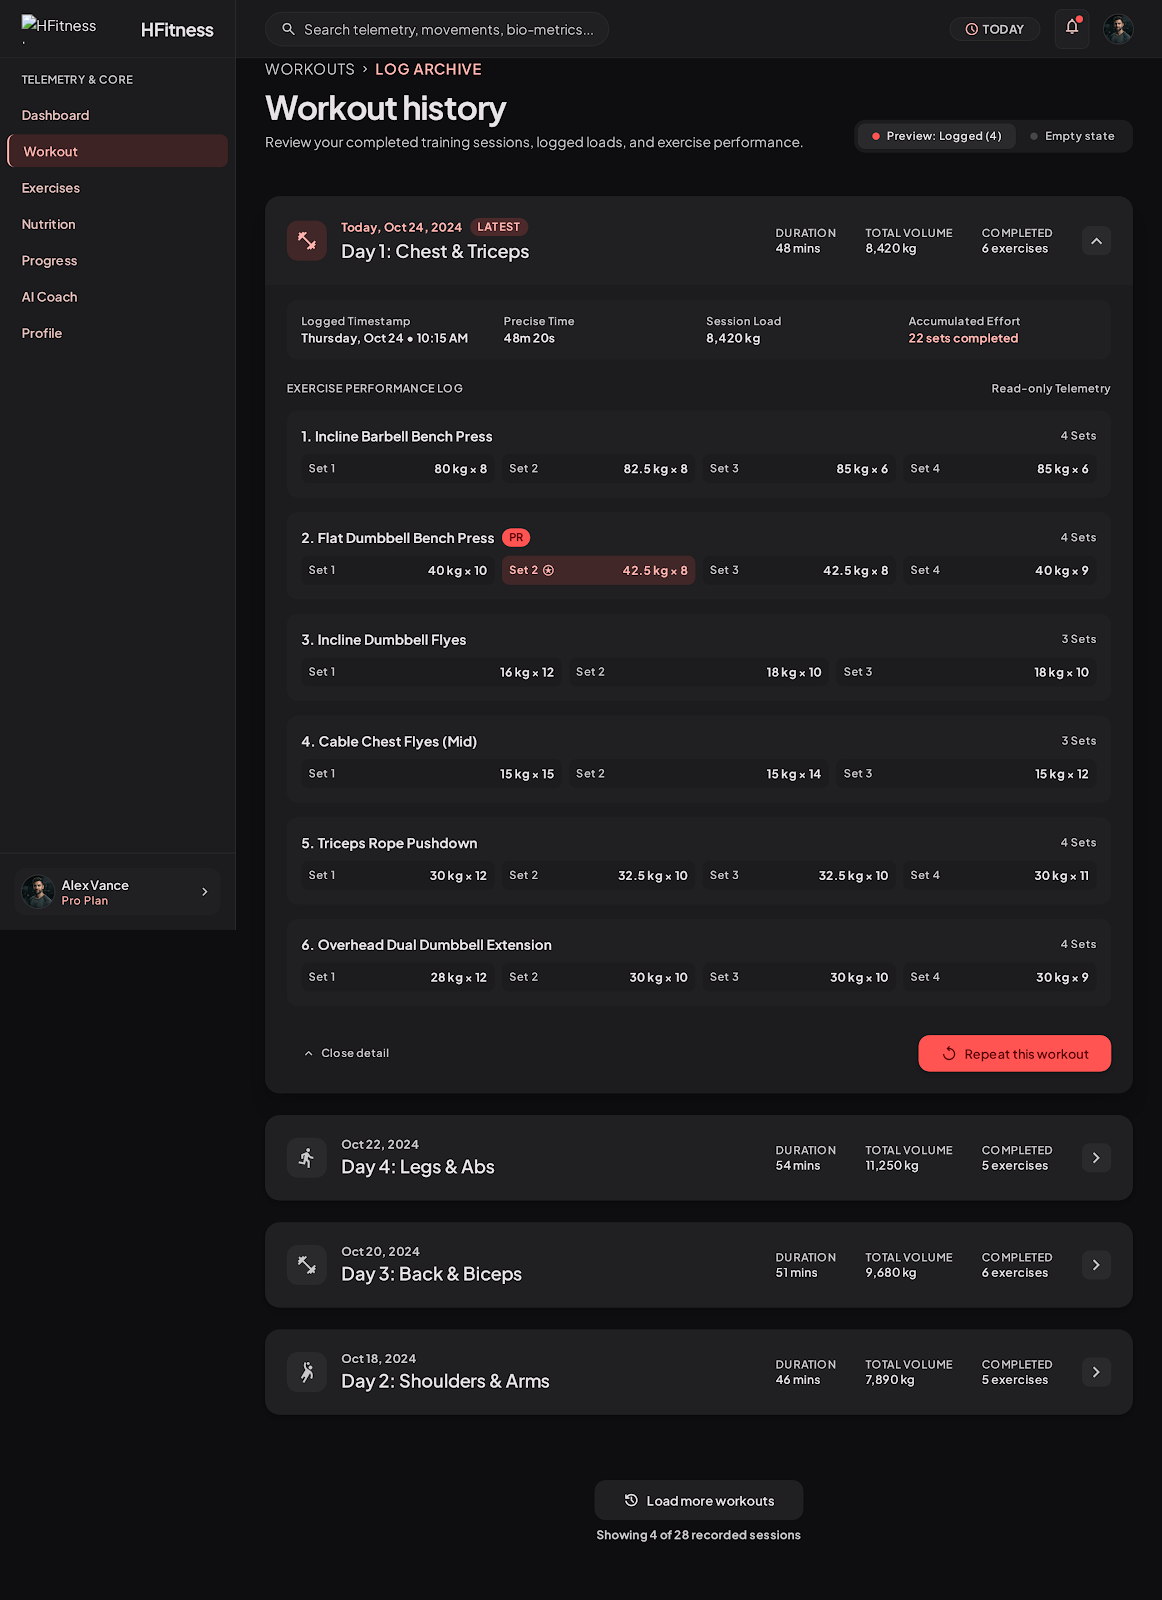 HFitness
HFitness
TELEMETRY & CORE
Dashboard
Workout
Exercises
Nutrition
Progress
AI Coach
Profile
Alex Vance
Pro Plan
Search telemetry, movements, bio-metrics...
TODAY
WORKOUTS › LOG ARCHIVE
Workout history
Review your completed training sessions, logged loads, and exercise performance.
Preview: Logged (4)
Empty state
Today, Oct 24, 2024 LATEST
Day 1: Chest & Triceps
DURATION
48 mins
TOTAL VOLUME
8,420 kg
COMPLETED
6 exercises
Logged Timestamp
Thursday, Oct 24 • 10:15 AM
Precise Time
48m 20s
Session Load
8,420 kg
Accumulated Effort
22 sets completed
EXERCISE PERFORMANCE LOG
Read-only Telemetry
1. Incline Barbell Bench Press
4 Sets
Set 1 80 kg × 8
Set 2 82.5 kg × 8
Set 3 85 kg × 6
Set 4 85 kg × 6
2. Flat Dumbbell Bench Press PR
4 Sets
Set 1 40 kg × 10
Set 2 42.5 kg × 8
Set 3 42.5 kg × 8
Set 4 40 kg × 9
3. Incline Dumbbell Flyes
3 Sets
Set 1 16 kg × 12
Set 2 18 kg × 10
Set 3 18 kg × 10
4. Cable Chest Flyes (Mid)
3 Sets
Set 1 15 kg × 15
Set 2 15 kg × 14
Set 3 15 kg × 12
5. Triceps Rope Pushdown
4 Sets
Set 1 30 kg × 12
Set 2 32.5 kg × 10
Set 3 32.5 kg × 10
Set 4 30 kg × 11
6. Overhead Dual Dumbbell Extension
4 Sets
Set 1 28 kg × 12
Set 2 30 kg × 10
Set 3 30 kg × 10
Set 4 30 kg × 9
Close detail
Repeat this workout
Oct 22, 2024
Day 4: Legs & Abs
DURATION
54 mins
TOTAL VOLUME
11,250 kg
COMPLETED
5 exercises
Oct 20, 2024
Day 3: Back & Biceps
DURATION
51 mins
TOTAL VOLUME
9,680 kg
COMPLETED
6 exercises
Oct 18, 2024
Day 2: Shoulders & Arms
DURATION
46 mins
TOTAL VOLUME
7,890 kg
COMPLETED
5 exercises
Load more workouts
Showing 4 of 28 recorded sessions